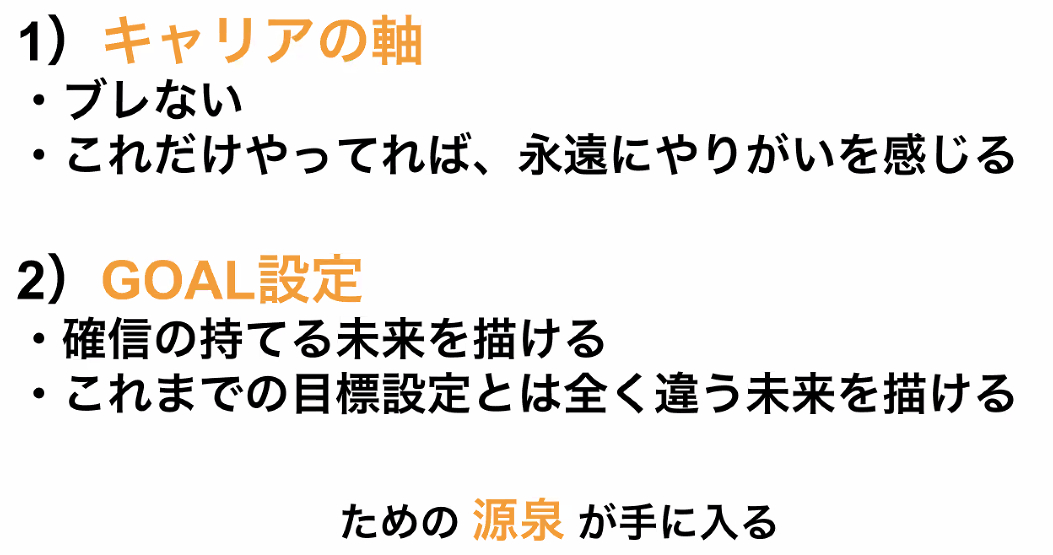 1）キャリアの軸
・ブレない
・これだけやってれば、永遠にやりがいを感じる
2）GOAL設定
・確信の持てる未来を描ける
・これまでの目標設定とは全く違う未来を描ける
ための 源泉 が手に入る